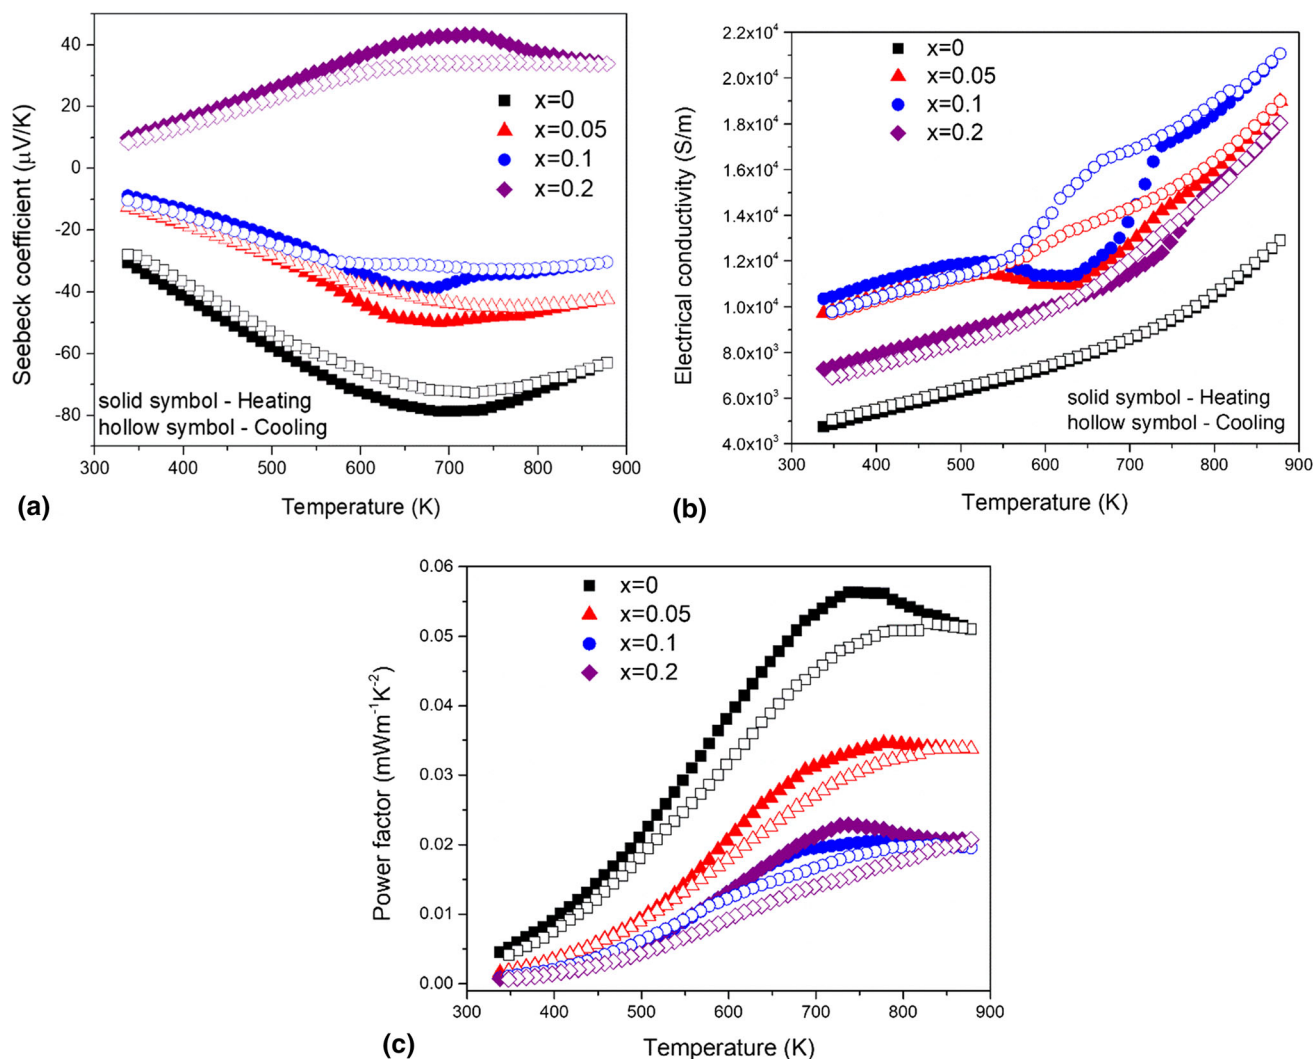 40
20
0
-20
-40
-60
-80
Seebeck coefficient (μV/K)
x=0
x=0.05
x=0.1
x=0.2
solid symbol - Heating
hollow symbol - Cooling
300 400 500 600 700 800 900
Temperature (K)
(a)
2.2x10⁴
2.0x10⁴
1.8x10⁴
1.6x10⁴
1.4x10⁴
1.2x10⁴
1.0x10⁴
8.0x10³
6.0x10³
4.0x10³
Electrical conductivity (S/m)
x=0
x=0.05
x=0.1
x=0.2
solid symbol - Heating
hollow symbol - Cooling
300 400 500 600 700 800 900
Temperature (K)
(b)
0.06
0.05
0.04
0.03
0.02
0.01
0.00
Power factor (mWm⁻¹K⁻²)
x=0
x=0.05
x=0.1
x=0.2
300 400 500 600 700 800 900
Temperature (K)
(c)